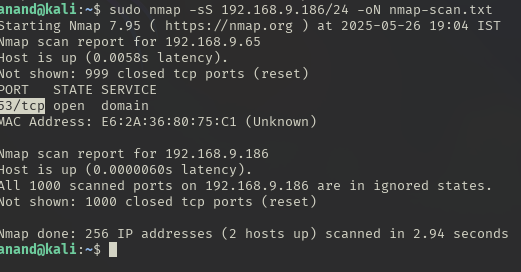 anand@kali:~$ sudo nmap -sS 192.168.9.186/24 -oN nmap-scan.txt
Starting Nmap 7.95 ( https://nmap.org ) at 2025-05-26 19:04 IST
Nmap scan report for 192.168.9.65
Host is up (0.0058s latency).
Not shown: 999 closed tcp ports (reset)
PORT   STATE SERVICE
53/tcp open  domain
MAC Address: E6:2A:36:80:75:C1 (Unknown)

Nmap scan report for 192.168.9.186
Host is up (0.0000060s latency).
All 1000 scanned ports on 192.168.9.186 are in ignored states.
Not shown: 1000 closed tcp ports (reset)

Nmap done: 256 IP addresses (2 hosts up) scanned in 2.94 seconds
anand@kali:~$